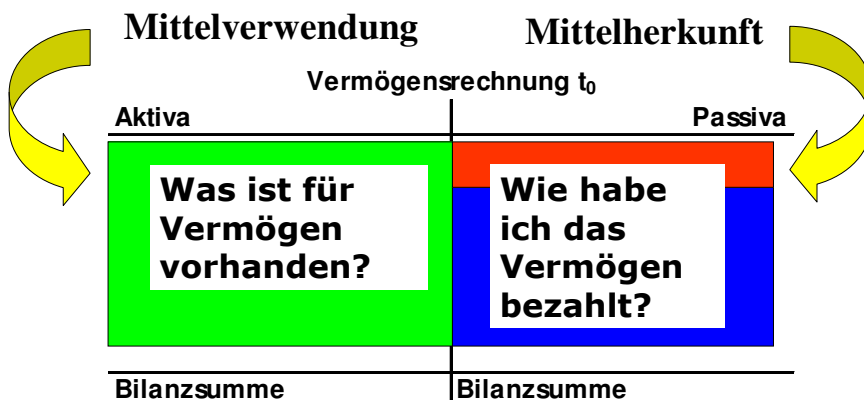 Mittelverwendung Mittelherkunft
Vermögensrechnung t₀
Aktiva Passiva
Was ist für
Vermögen
vorhanden?
Wie habe
ich das
Vermögen
bezahlt?
Bilanzsumme Bilanzsumme